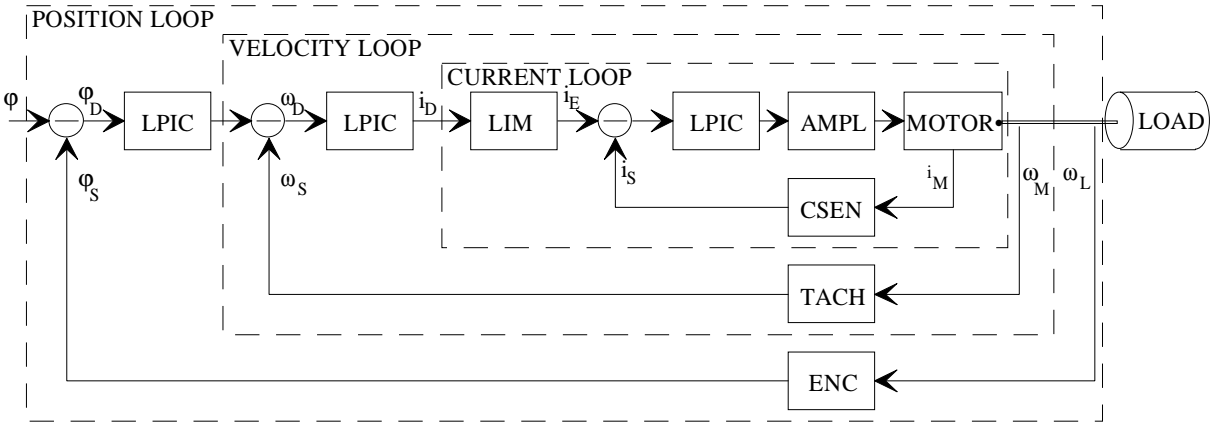 POSITION LOOP
VELOCITY LOOP
CURRENT LOOP
φ
φD
LPIC
ωD
LPIC
iD
LIM
iE
LPIC
AMPL
MOTOR
LOAD
φS
ωS
iS
iM
ωM
ωL
CSEN
TACH
ENC